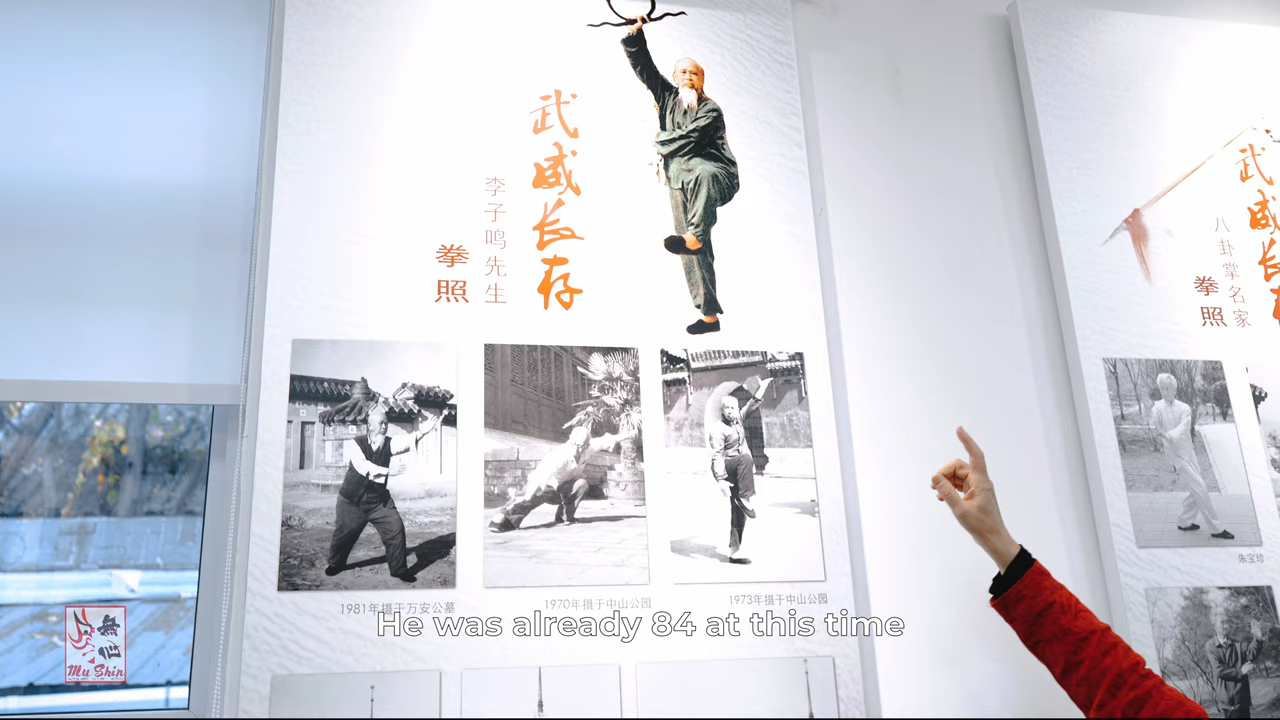 武威长存
李子鸣先生
拳照
1981年摄于万安公墓
1970年摄于中山公园
1973年摄于中山公园
武威长
八卦掌名家
拳照
朱宝珍
He was already 84 at this time
Mu Shin